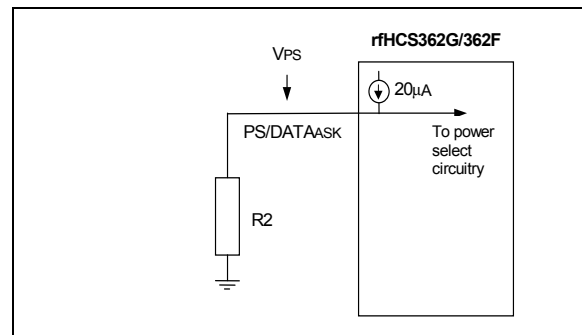 rfHCS362G/362F
VPS
20µA
PS/DATAASK
To power
select
circuitry
R2